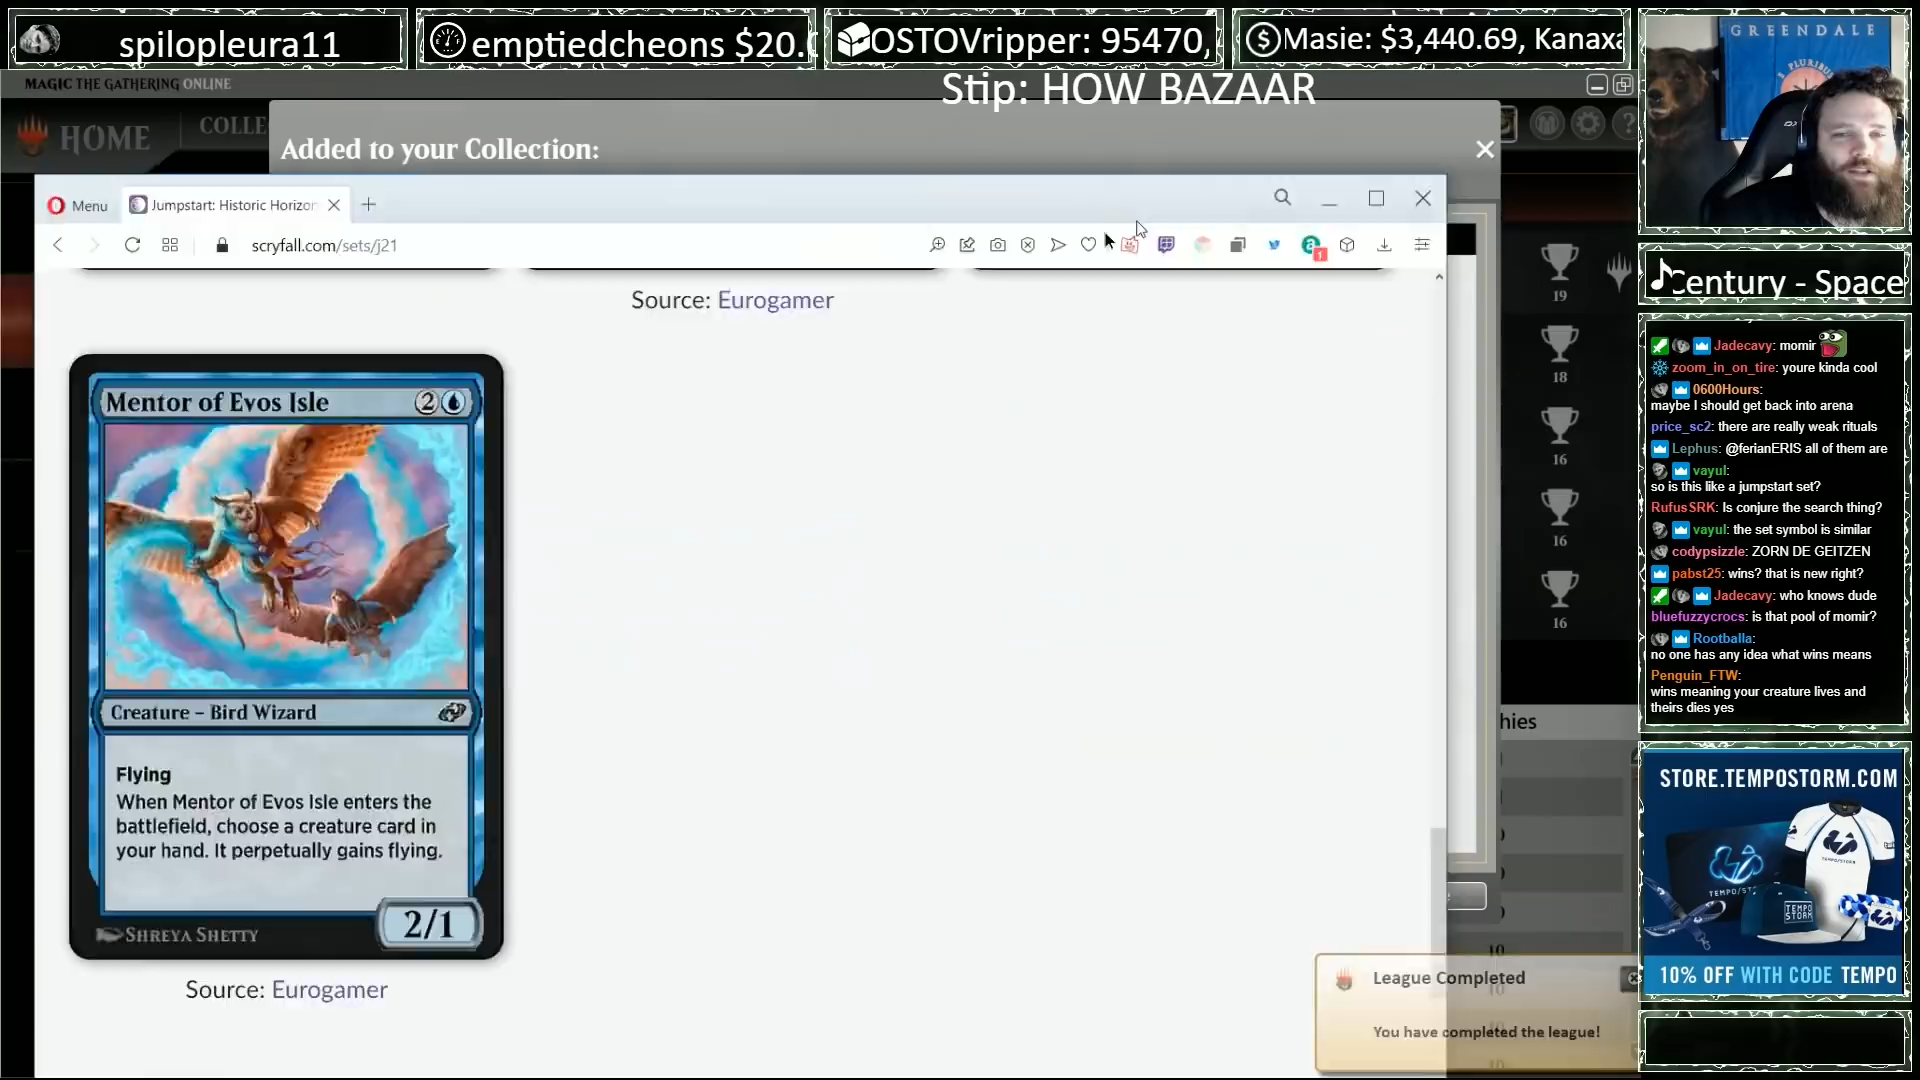 spilopleura11
emptiedcheons $20.
OSTOVripper: 95470,
Masie: $3,440.69, Kanaxa
GREENDALE
MAGIC THE GATHERING ONLINE
Stip: HOW BAZAAR
HOME
COLLE
Added to your Collection:
Menu
Jumpstart: Historic Horizon
scryfall.com/sets/j21
1
Source: Eurogamer
Mentor of Evos Isle 2
Creature – Bird Wizard
Flying
When Mentor of Evos Isle enters the
battlefield, choose a creature card in
your hand. It perpetually gains flying.
2/1
SHREYA SHETTY
Source: Eurogamer
19
18
16
16
16
hies
10
League Completed
You have completed the league!
Century - Space
Jadecavy: momir
zoom_in_on_tire: youre kinda cool
0600Hours:
maybe I should get back into arena
price_sc2: there are really weak rituals
Lephus: @ferianERIS all of them are
vayul:
so is this like a jumpstart set?
RufusSRK: Is conjure the search thing?
vayul: the set symbol is similar
codypsizzle: ZORN DE GEITZEN
pabst25: wins? that is new right?
Jadecavy: who knows dude
bluefuzzycrocs: is that pool of momir?
Rootballa:
no one has any idea what wins means
Penguin_FTW:
wins meaning your creature lives and
theirs dies yes
STORE.TEMPOSTORM.COM
TEMPO
STORM
10% OFF WITH CODE TEMPO